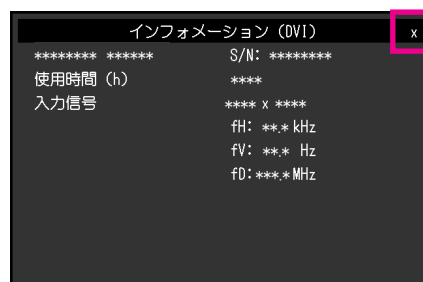 インフォメーション (DVI) x
******** ****** S/N: ********
使用時間 (h) ****
入力信号 **** x ****
fH: **.* kHz
fV: **.* Hz
fD: ***.* MHz